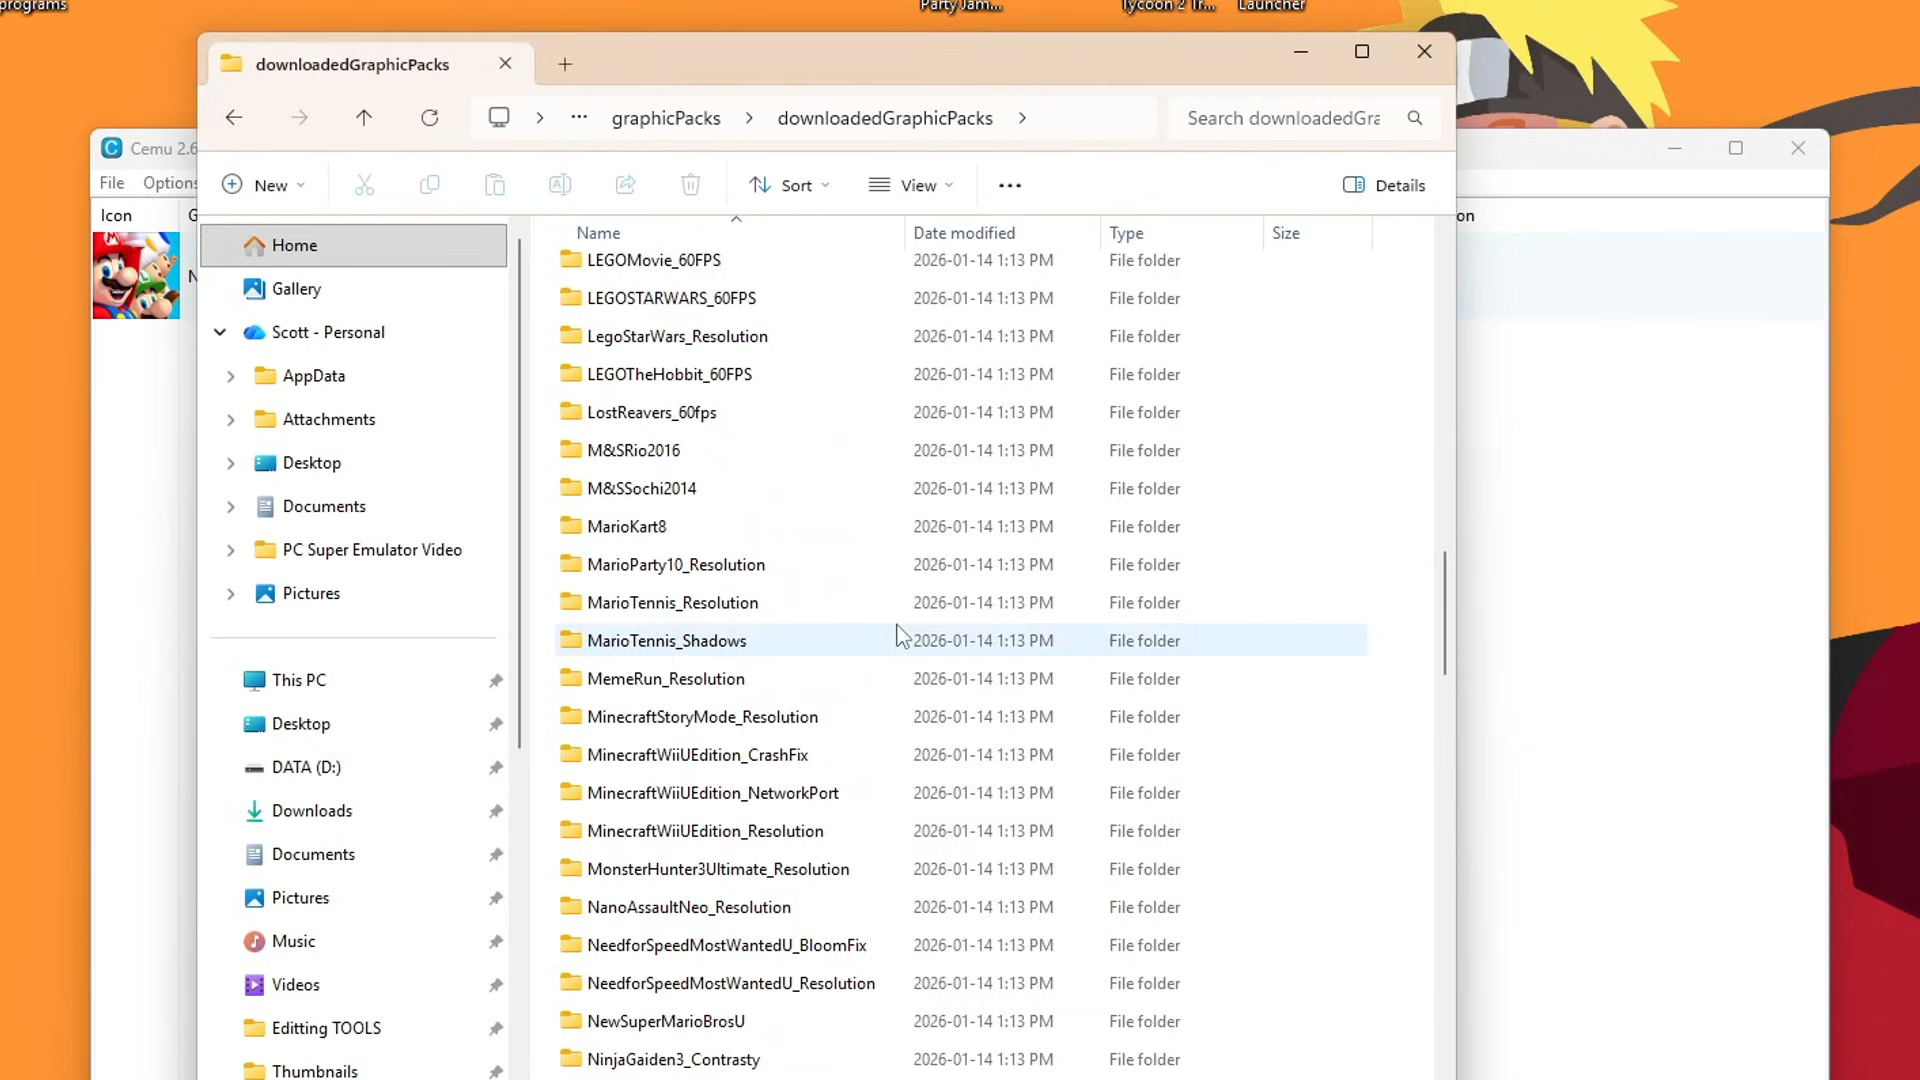 programs
Party Jam...
Tycoon 2 Tr...
Launcher
downloadedGraphicPacks
graphicPacks
downloadedGraphicPacks
Search downloadedGra
Cemu 2.6
File Options
New
Sort
View
Details
Icon
G
on
N
Home
Gallery
Scott - Personal
AppData
Attachments
Desktop
Documents
PC Super Emulator Video
Pictures
This PC
Desktop
DATA (D:)
Downloads
Documents
Pictures
Music
Videos
Editting TOOLS
Thumbnails
Name Date modified Type Size
LEGOMovie_60FPS 2026-01-14 1:13 PM File folder
LEGOSTARWARS_60FPS 2026-01-14 1:13 PM File folder
LegoStarWars_Resolution 2026-01-14 1:13 PM File folder
LEGOTheHobbit_60FPS 2026-01-14 1:13 PM File folder
LostReavers_60fps 2026-01-14 1:13 PM File folder
M&SRio2016 2026-01-14 1:13 PM File folder
M&SSochi2014 2026-01-14 1:13 PM File folder
MarioKart8 2026-01-14 1:13 PM File folder
MarioParty10_Resolution 2026-01-14 1:13 PM File folder
MarioTennis_Resolution 2026-01-14 1:13 PM File folder
MarioTennis_Shadows 2026-01-14 1:13 PM File folder
MemeRun_Resolution 2026-01-14 1:13 PM File folder
MinecraftStoryMode_Resolution 2026-01-14 1:13 PM File folder
MinecraftWiiUEdition_CrashFix 2026-01-14 1:13 PM File folder
MinecraftWiiUEdition_NetworkPort 2026-01-14 1:13 PM File folder
MinecraftWiiUEdition_Resolution 2026-01-14 1:13 PM File folder
MonsterHunter3Ultimate_Resolution 2026-01-14 1:13 PM File folder
NanoAssaultNeo_Resolution 2026-01-14 1:13 PM File folder
NeedforSpeedMostWantedU_BloomFix 2026-01-14 1:13 PM File folder
NeedforSpeedMostWantedU_Resolution 2026-01-14 1:13 PM File folder
NewSuperMarioBrosU 2026-01-14 1:13 PM File folder
NinjaGaiden3_Contrasty 2026-01-14 1:13 PM File folder